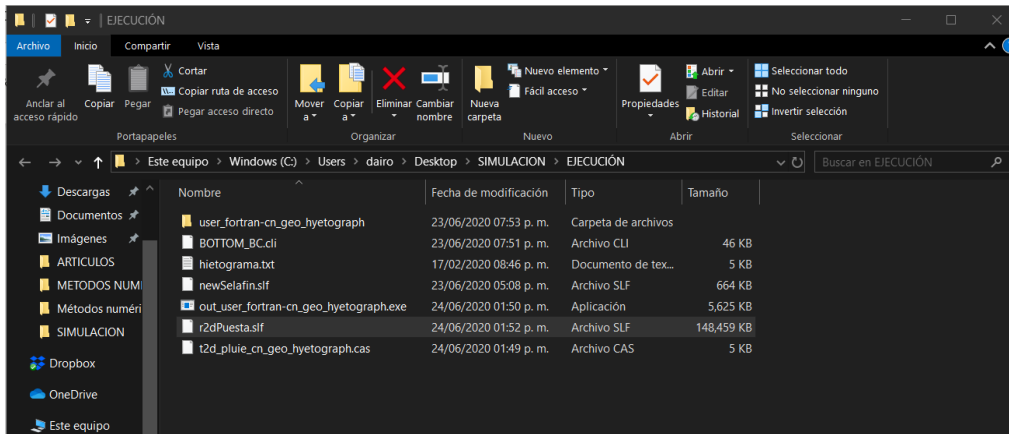 EJECUCIÓN
Archivo Inicio Compartir Vista
Anclar al acceso rápido
Copiar
Pegar
Cortar
Copiar ruta de acceso
Pegar acceso directo
Portapapeles
Mover a
Copiar a
Eliminar
Cambiar nombre
Organizar
Nueva carpeta
Nuevo elemento
Fácil acceso
Nuevo
Propiedades
Abrir
Editar
Historial
Abrir
Seleccionar todo
No seleccionar ninguno
Invertir selección
Seleccionar
Este equipo > Windows (C:) > Users > dairo > Desktop > SIMULACION > EJECUCIÓN
Buscar en EJECUCIÓN
Descargas
Documentos
Imágenes
ARTICULOS
METODOS NUMI
Métodos numéri
SIMULACION
Dropbox
OneDrive
Este equipo
Nombre Fecha de modificación Tipo Tamaño
user_fortran-cn_geo_hyetograph 23/06/2020 07:53 p. m. Carpeta de archivos
BOTTOM_BC.cli 23/06/2020 07:51 p. m. Archivo CLI 46 KB
hietograma.txt 17/02/2020 08:46 p. m. Documento de tex... 5 KB
newSelafin.slf 23/06/2020 05:08 p. m. Archivo SLF 664 KB
out_user_fortran-cn_geo_hyetograph.exe 24/06/2020 01:50 p. m. Aplicación 5,625 KB
r2dPuesta.slf 24/06/2020 01:52 p. m. Archivo SLF 148,459 KB
t2d_pluie_cn_geo_hyetograph.cas 24/06/2020 01:49 p. m. Archivo CAS 5 KB